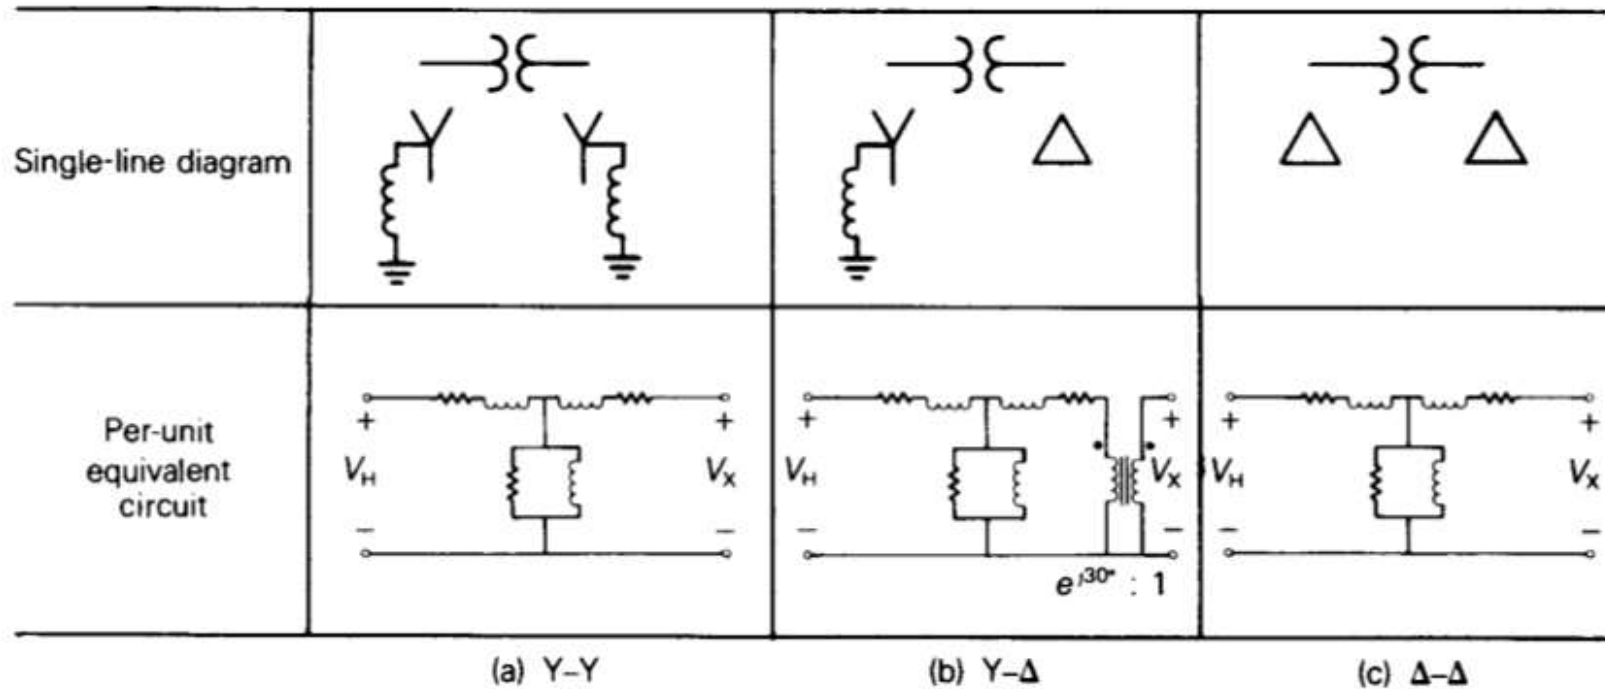 Single-line diagram
Per-unit
equivalent
circuit
+ + + + + +
V_H V_X V_H V_X V_H V_X
− − − − − −
e^{j30°} : 1
(a) Y–Y (b) Y–Δ (c) Δ–Δ